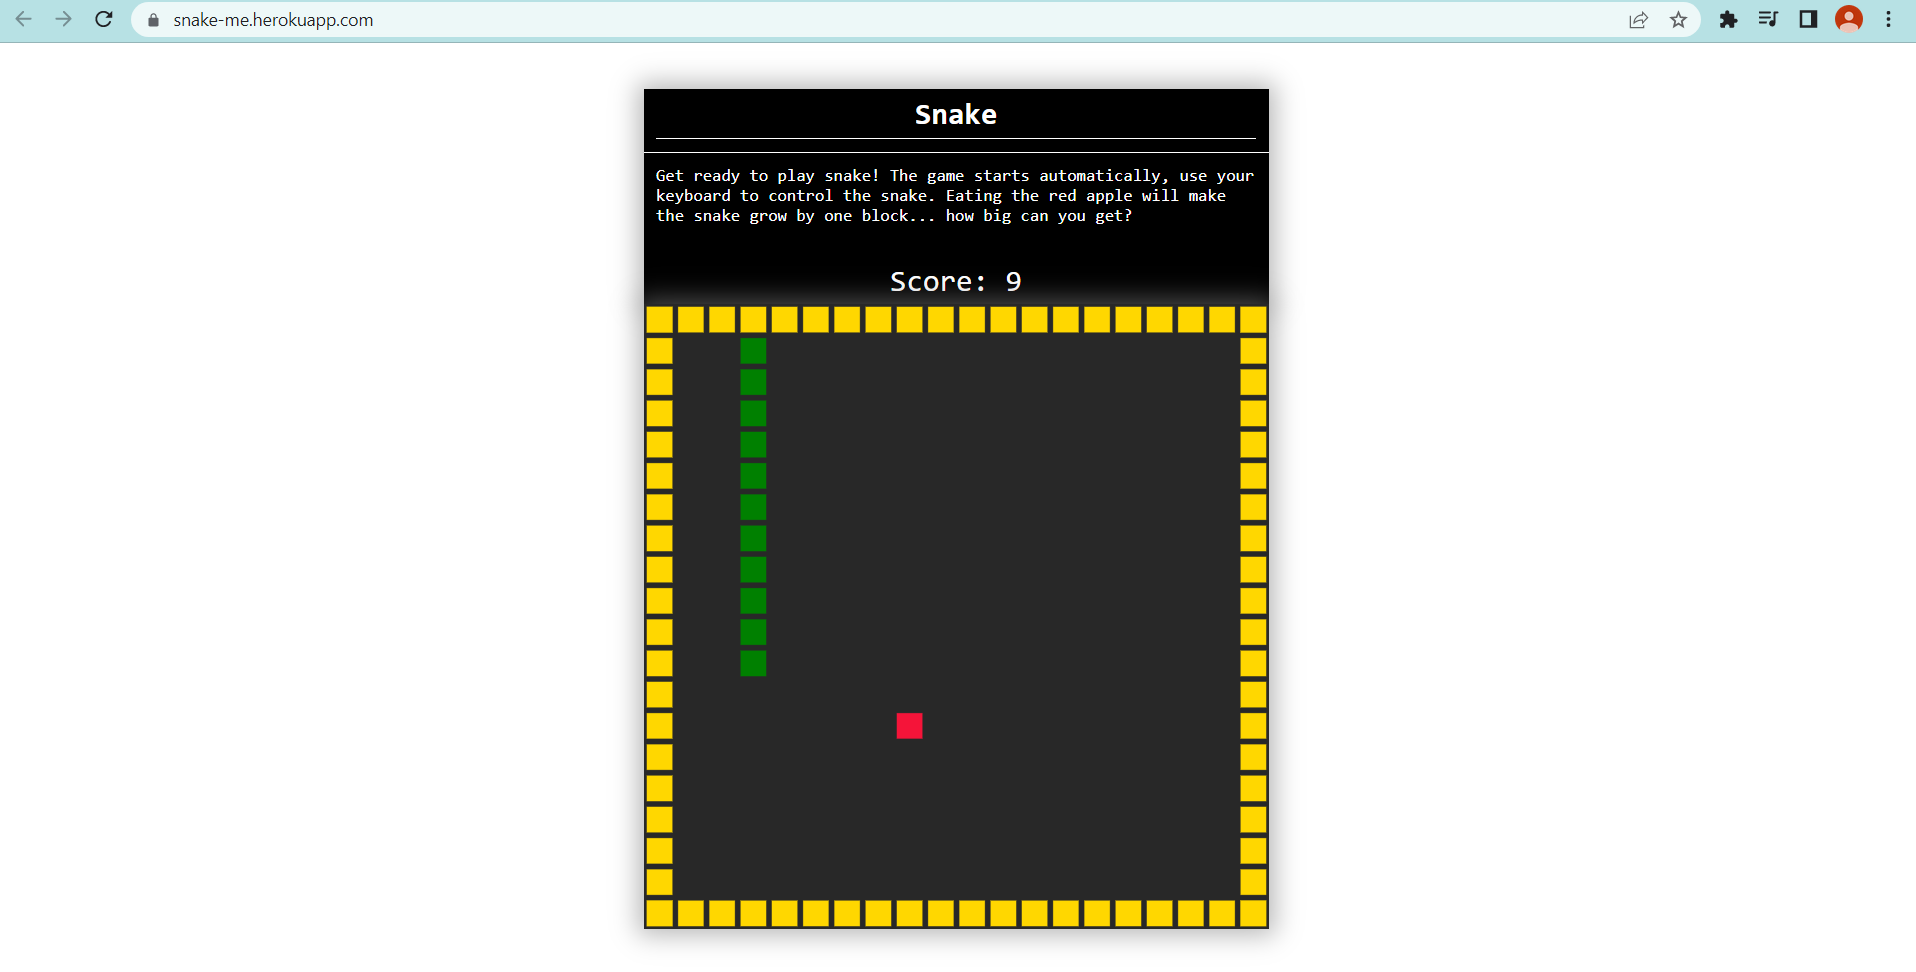 snake-me.herokuapp.com
Snake
Get ready to play snake! The game starts automatically, use your
keyboard to control the snake. Eating the red apple will make
the snake grow by one block... how big can you get?
Score: 9